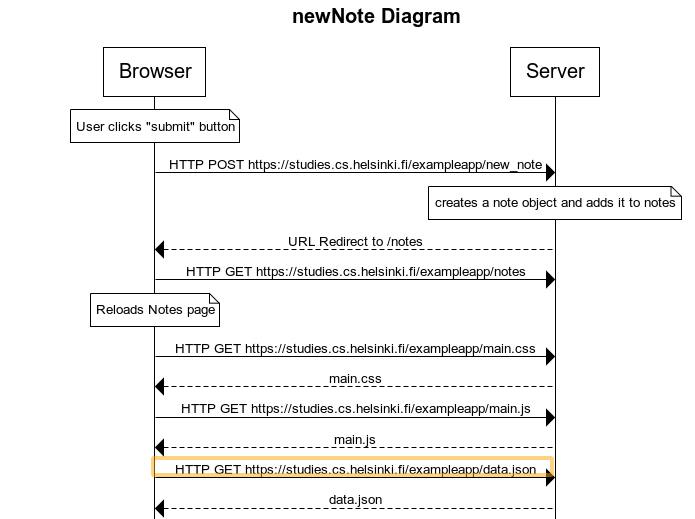 newNote Diagram
Browser
Server
User clicks "submit" button
HTTP POST https://studies.cs.helsinki.fi/exampleapp/new_note
creates a note object and adds it to notes
URL Redirect to /notes
HTTP GET https://studies.cs.helsinki.fi/exampleapp/notes
Reloads Notes page
HTTP GET https://studies.cs.helsinki.fi/exampleapp/main.css
main.css
HTTP GET https://studies.cs.helsinki.fi/exampleapp/main.js
main.js
HTTP GET https://studies.cs.helsinki.fi/exampleapp/data.json
data.json